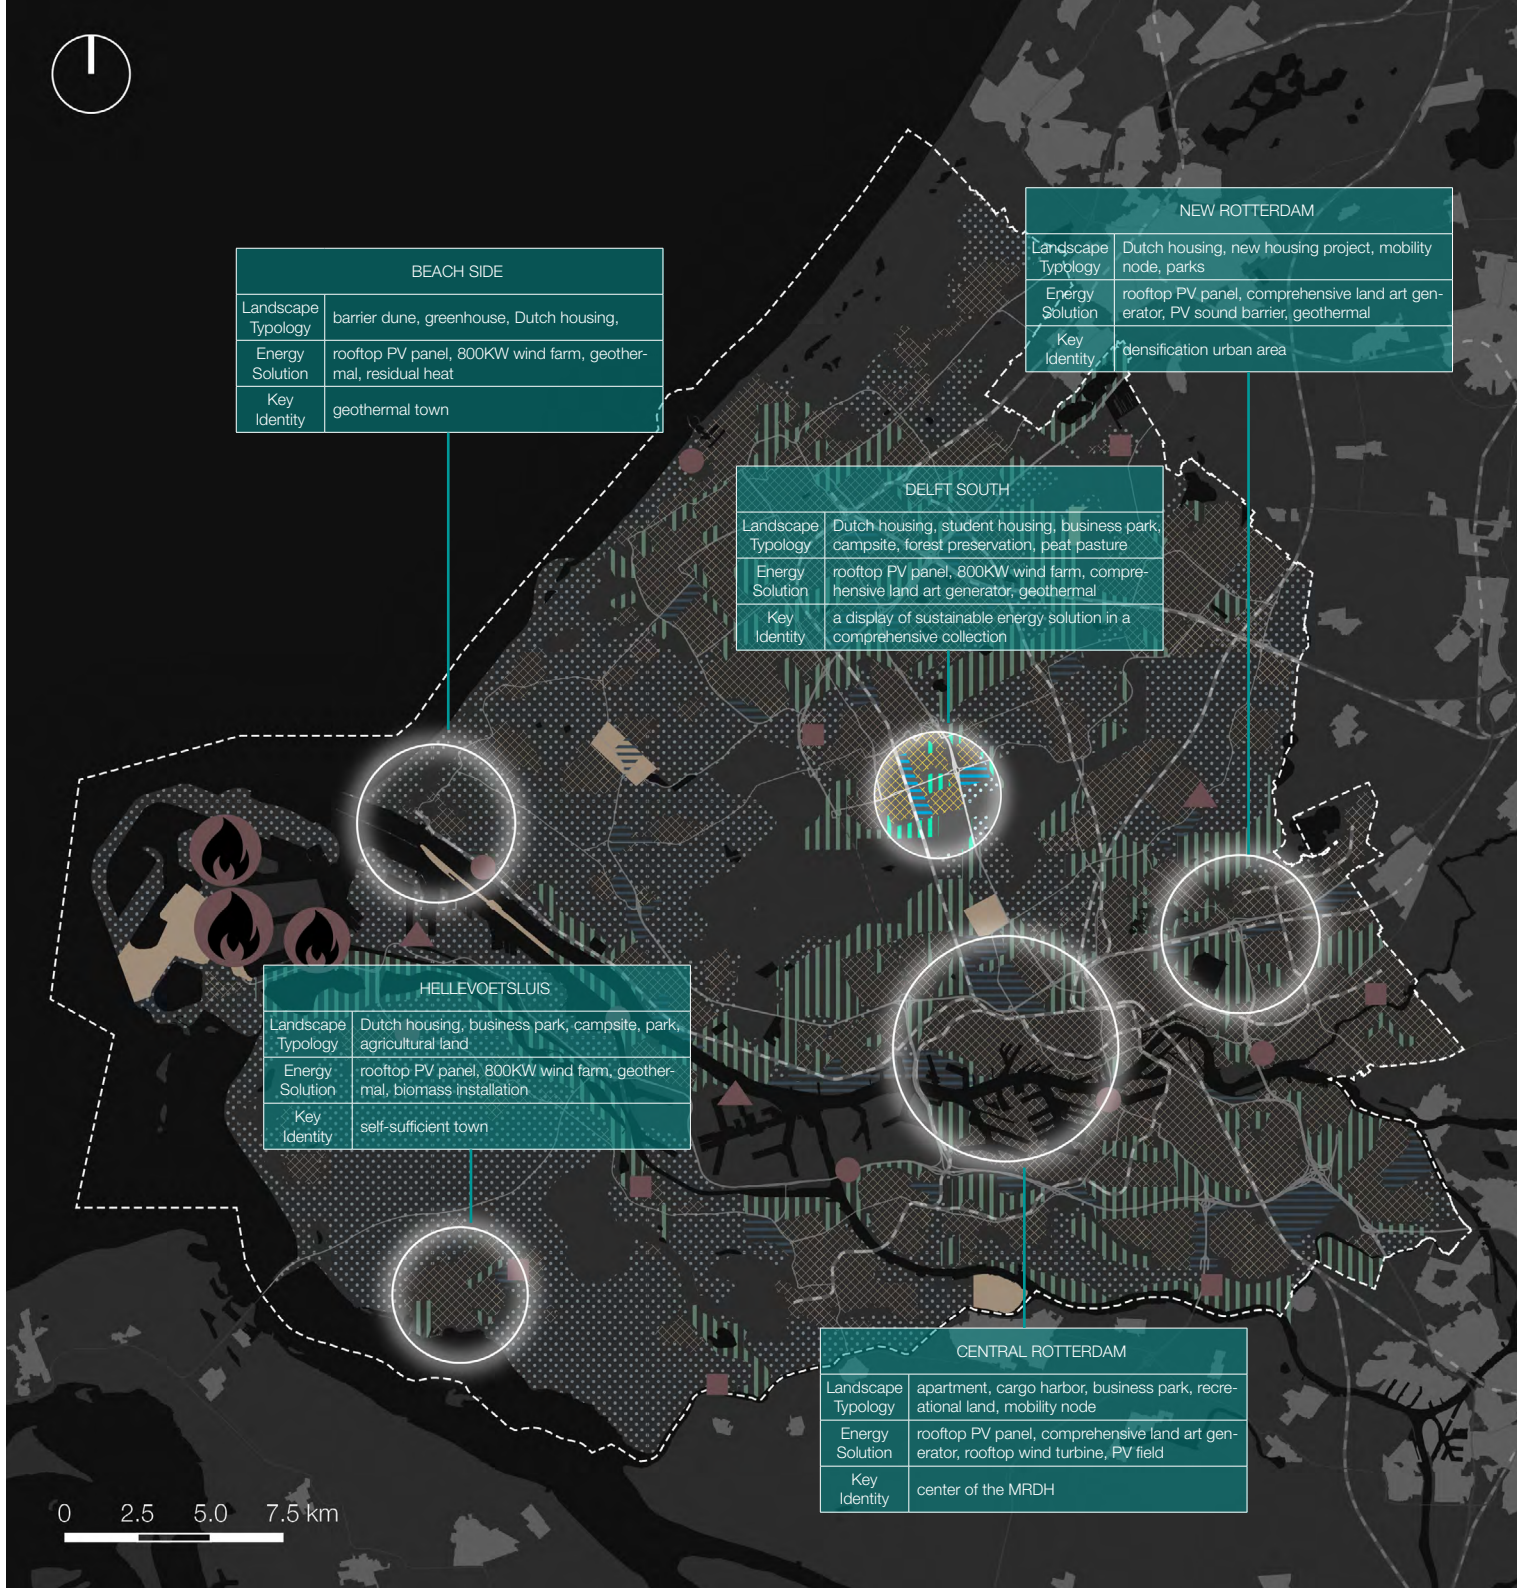 NEW ROTTERDAM
Landscape
Typology
Dutch housing, new housing project, mobility
node, parks
Energy
Solution
rooftop PV panel, comprehensive land art gen-
erator, PV sound barrier, geothermal
Key
Identity
densification urban area
BEACH SIDE
Landscape
Typology
barrier dune, greenhouse, Dutch housing,
Energy
Solution
rooftop PV panel, 800KW wind farm, geother-
mal, residual heat
Key
Identity
geothermal town
DELFT SOUTH
Landscape
Typology
Dutch housing, student housing, business park,
campsite, forest preservation, peat pasture
Energy
Solution
rooftop PV panel, 800KW wind farm, compre-
hensive land art generator, geothermal
Key
Identity
a display of sustainable energy solution in a
comprehensive collection
HELLEVOETSLUIS
Landscape
Typology
Dutch housing, business park, campsite, park,
agricultural land
Energy
Solution
rooftop PV panel, 800KW wind farm, geother-
mal, biomass installation
Key
Identity
self-sufficient town
CENTRAL ROTTERDAM
Landscape
Typology
apartment, cargo harbor, business park, recre-
ational land, mobility node
Energy
Solution
rooftop PV panel, comprehensive land art gen-
erator, rooftop wind turbine, PV field
Key
Identity
center of the MRDH
0 2.5 5.0 7.5 km